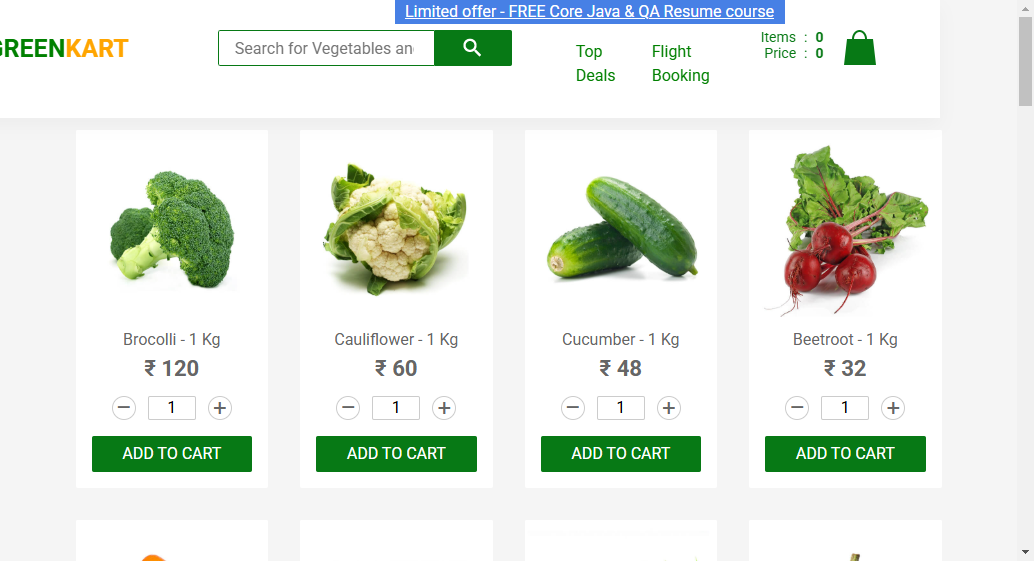 Limited offer - FREE Core Java & QA Resume course
GREENKART
Search for Vegetables an
Top
Deals
Flight
Booking
Items : 0
Price : 0
Brocolli - 1 Kg
₹ 120
1
ADD TO CART
Cauliflower - 1 Kg
₹ 60
1
ADD TO CART
Cucumber - 1 Kg
₹ 48
1
ADD TO CART
Beetroot - 1 Kg
₹ 32
1
ADD TO CART